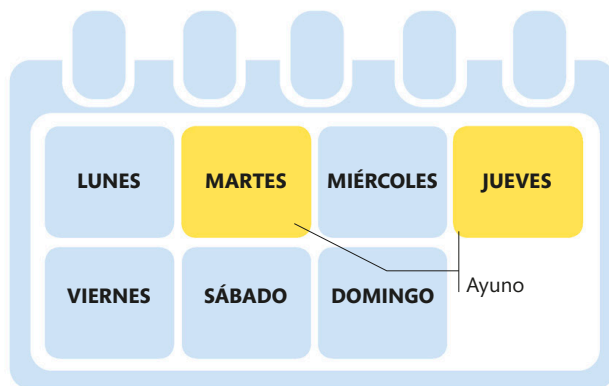 LUNES MARTES MIÉRCOLES JUEVES
VIERNES SÁBADO DOMINGO
Ayuno